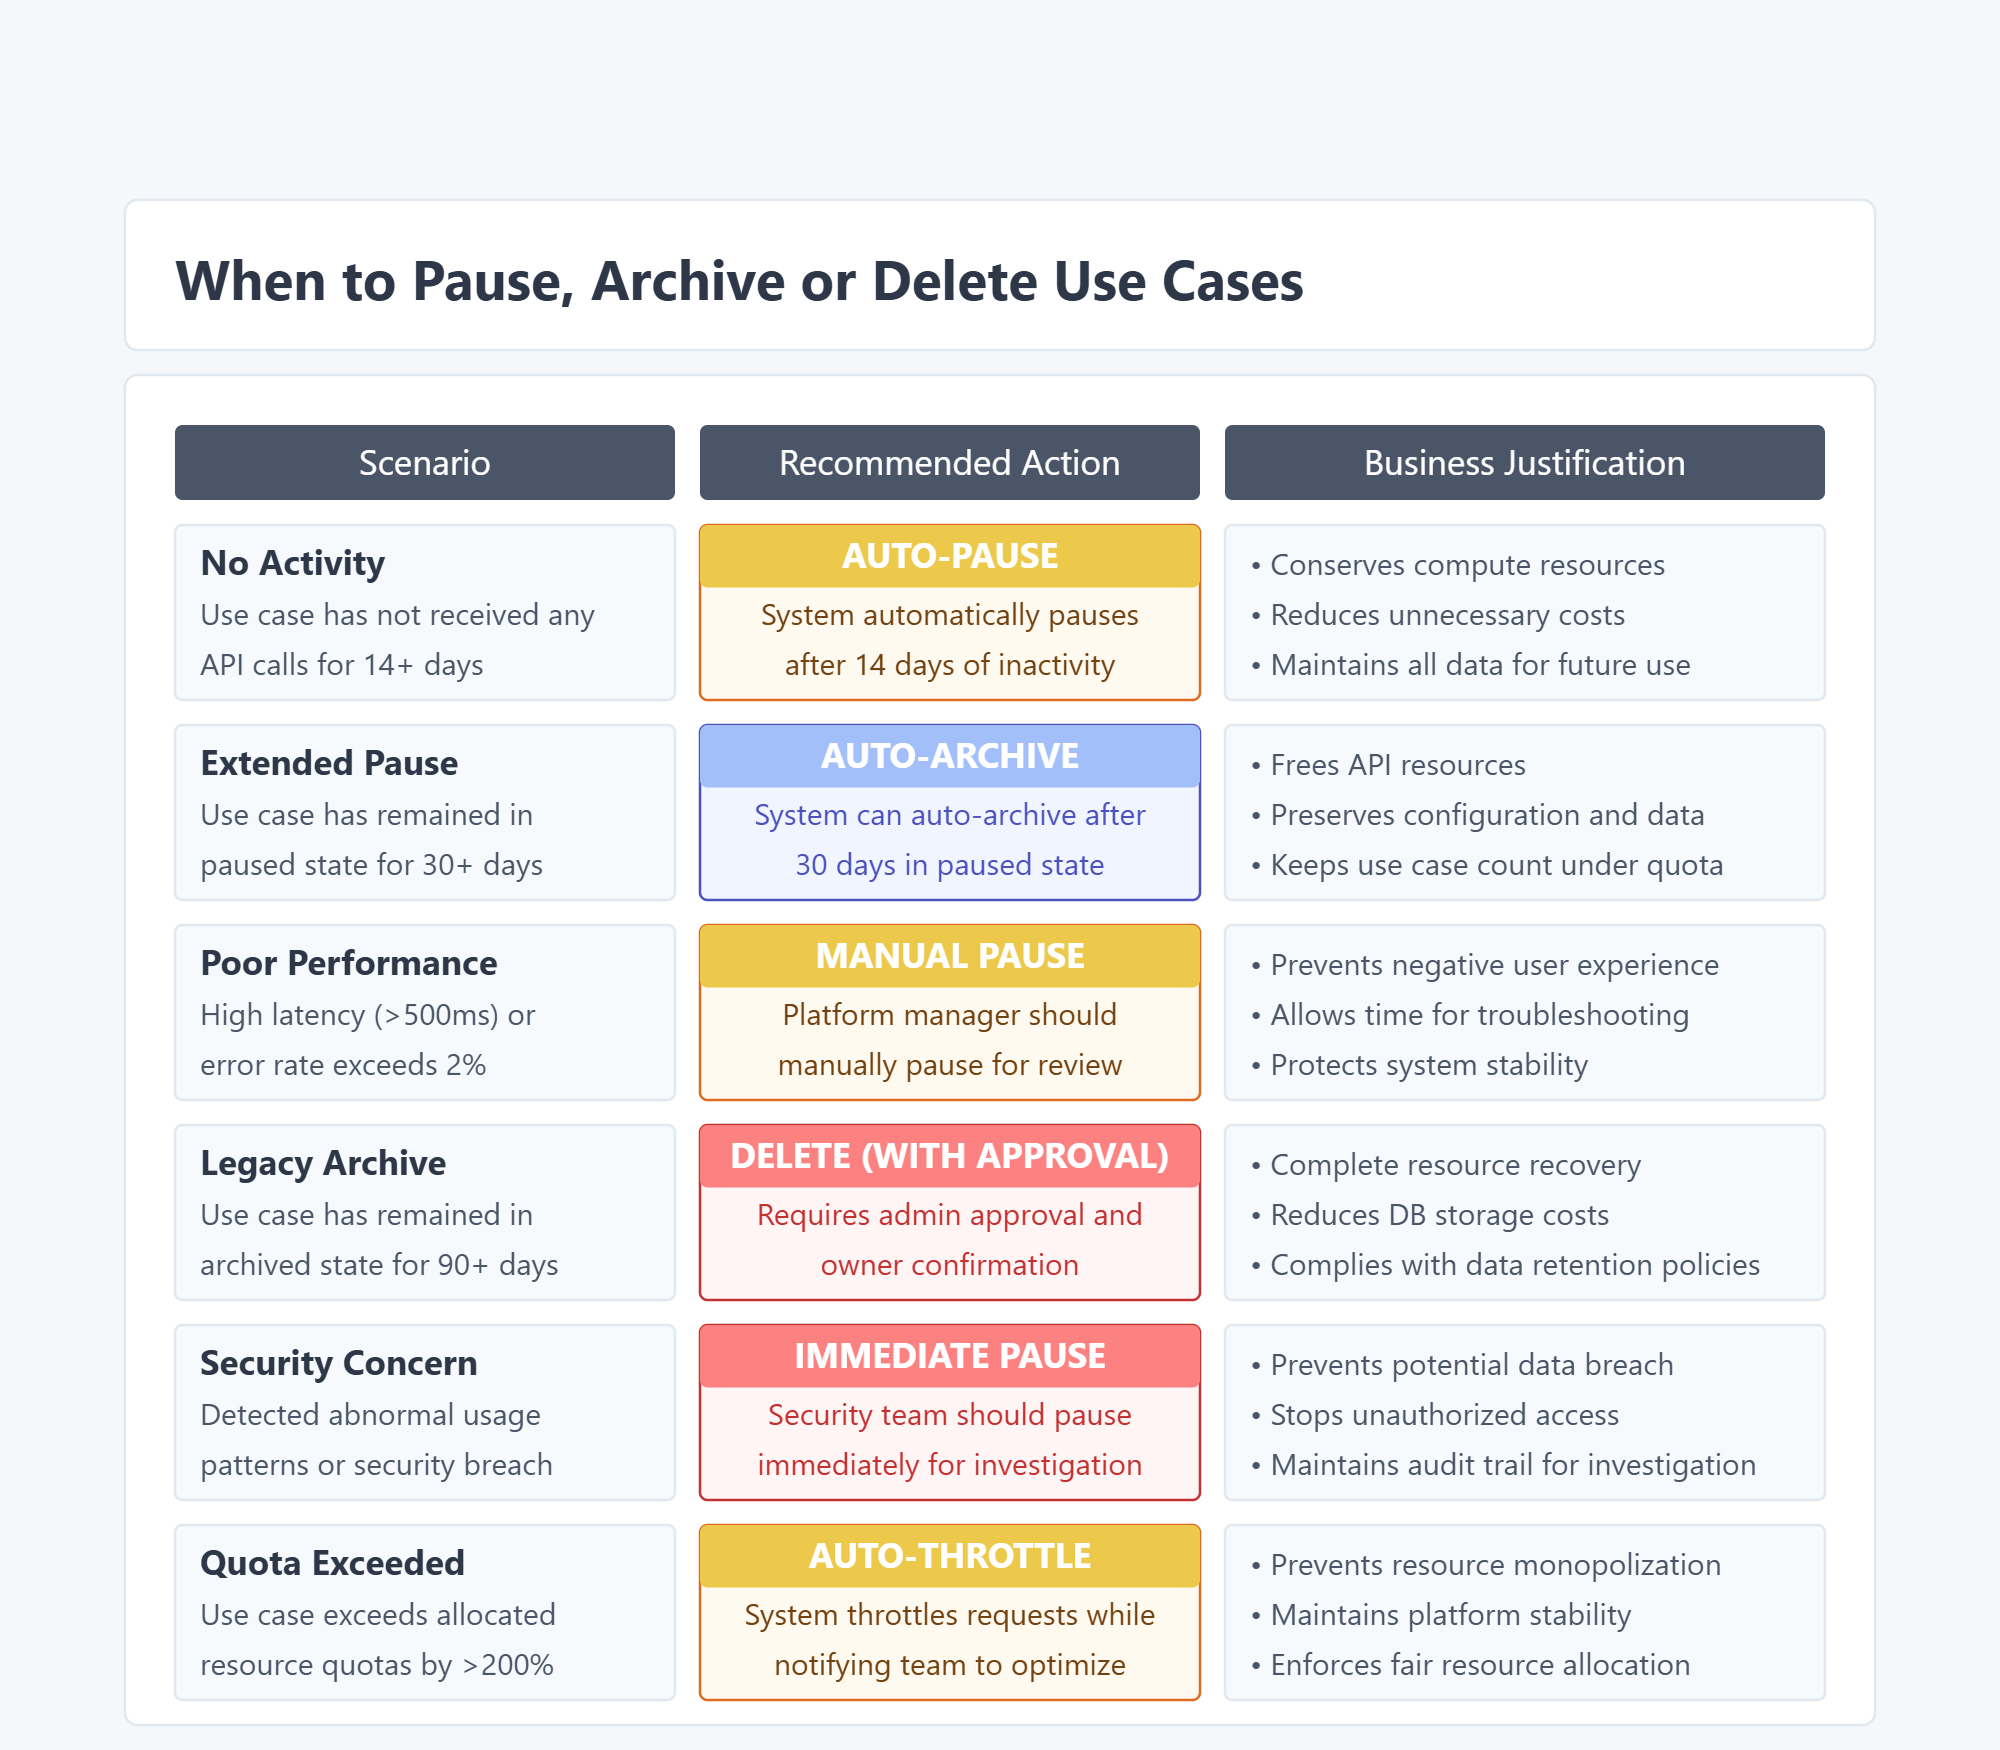 When to Pause, Archive or Delete Use Cases
Scenario
Recommended Action
Business Justification
No Activity
Use case has not received any
API calls for 14+ days
AUTO-PAUSE
System automatically pauses
after 14 days of inactivity
• Conserves compute resources
• Reduces unnecessary costs
• Maintains all data for future use
Extended Pause
Use case has remained in
paused state for 30+ days
AUTO-ARCHIVE
System can auto-archive after
30 days in paused state
• Frees API resources
• Preserves configuration and data
• Keeps use case count under quota
Poor Performance
High latency (>500ms) or
error rate exceeds 2%
MANUAL PAUSE
Platform manager should
manually pause for review
• Prevents negative user experience
• Allows time for troubleshooting
• Protects system stability
Legacy Archive
Use case has remained in
archived state for 90+ days
DELETE (WITH APPROVAL)
Requires admin approval and
owner confirmation
• Complete resource recovery
• Reduces DB storage costs
• Complies with data retention policies
Security Concern
Detected abnormal usage
patterns or security breach
IMMEDIATE PAUSE
Security team should pause
immediately for investigation
• Prevents potential data breach
• Stops unauthorized access
• Maintains audit trail for investigation
Quota Exceeded
Use case exceeds allocated
resource quotas by >200%
AUTO-THROTTLE
System throttles requests while
notifying team to optimize
• Prevents resource monopolization
• Maintains platform stability
• Enforces fair resource allocation